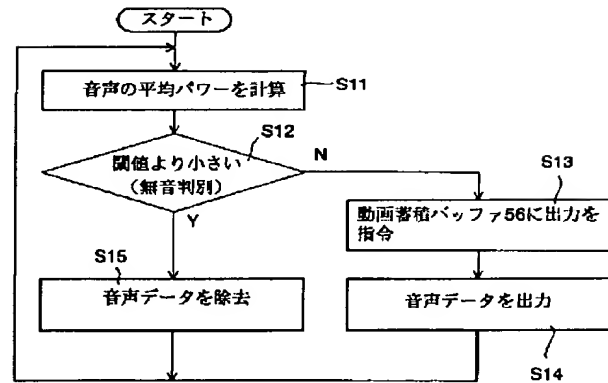 スタート
音声の平均パワーを計算
S11
S12
閾値より小さい
(無音判別)
N
Y
S13
動画蓄積バッファ56に出力を
指令
S15
音声データを除去
音声データを出力
S14